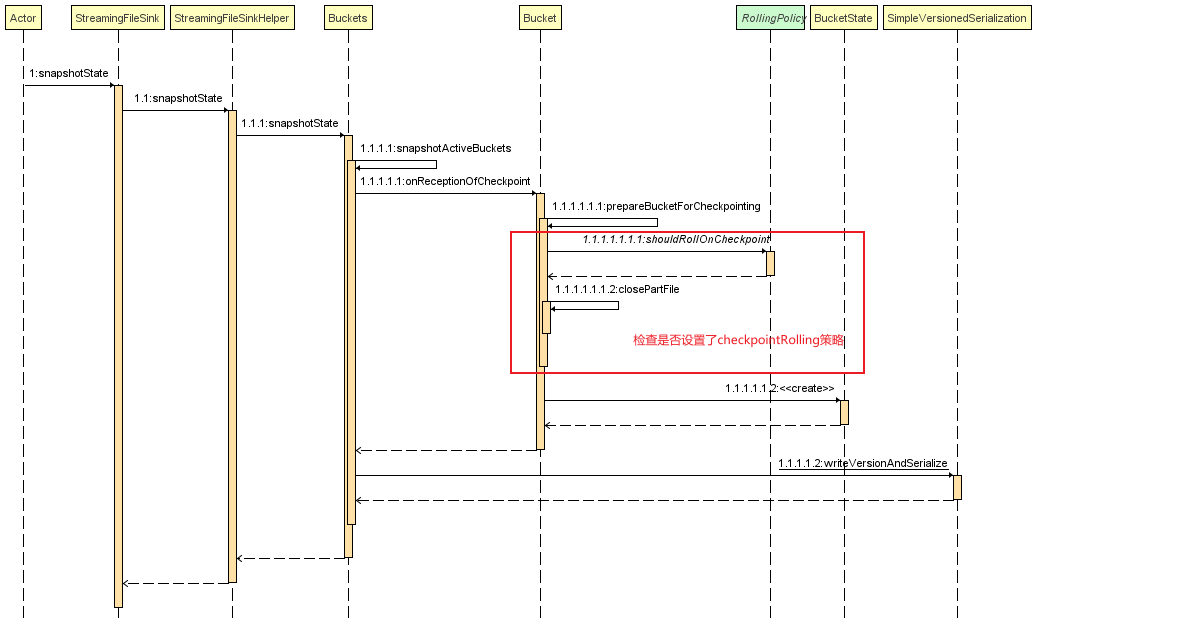 Actor
StreamingFileSink
StreamingFileSinkHelper
Buckets
Bucket
RollingPolicy
BucketState
SimpleVersionedSerialization
1:snapshotState
1.1:snapshotState
1.1.1:snapshotState
1.1.1.1:snapshotActiveBuckets
1.1.1.1.1:onReceptionOfCheckpoint
1.1.1.1.1.1:prepareBucketForCheckpointing
1.1.1.1.1.1.1:shouldRollOnCheckpoint
1.1.1.1.1.1.2:closePartFile
检查是否设置了checkpointRolling策略
1.1.1.1.1.2:<<create>>
1.1.1.1.2:writeVersionAndSerialize